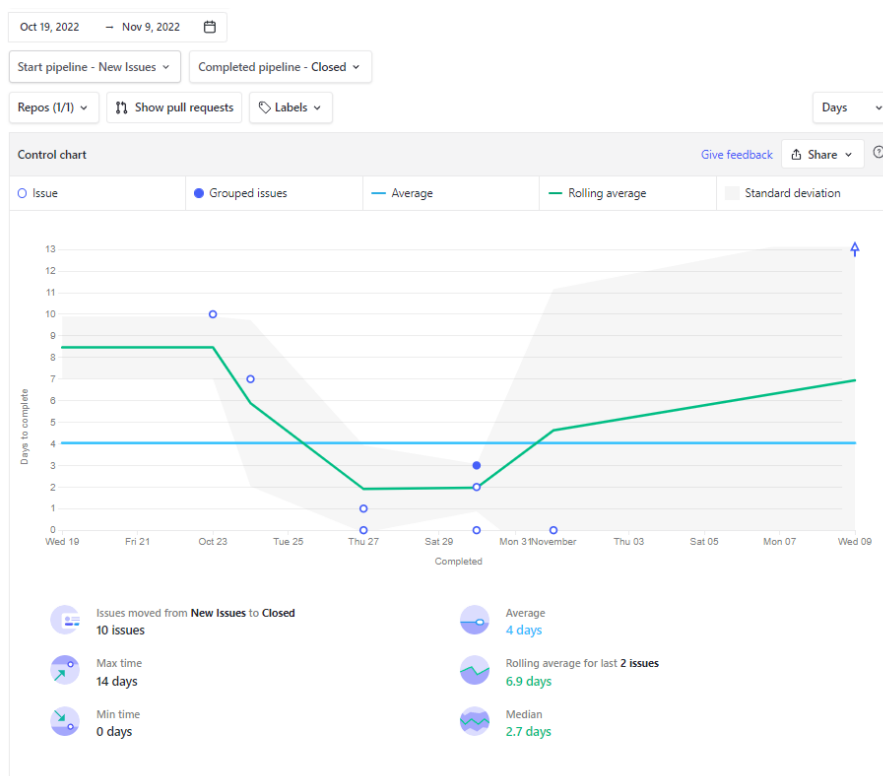 Oct 19, 2022 → Nov 9, 2022
Start pipeline - New Issues Completed pipeline - Closed
Repos (1/1) Show pull requests Labels Days
Control chart Give feedback Share
Issue Grouped issues Average Rolling average Standard deviation
13
12
11
10
9
8
7
6
5
4
3
2
1
0
Days to complete
Wed 19 Fri 21 Oct 23 Tue 25 Thu 27 Sat 29 Mon 31 November Thu 03 Sat 05 Mon 07 Wed 09
Completed
Issues moved from New Issues to Closed
10 issues
Average
4 days
Max time
14 days
Rolling average for last 2 issues
6.9 days
Min time
0 days
Median
2.7 days